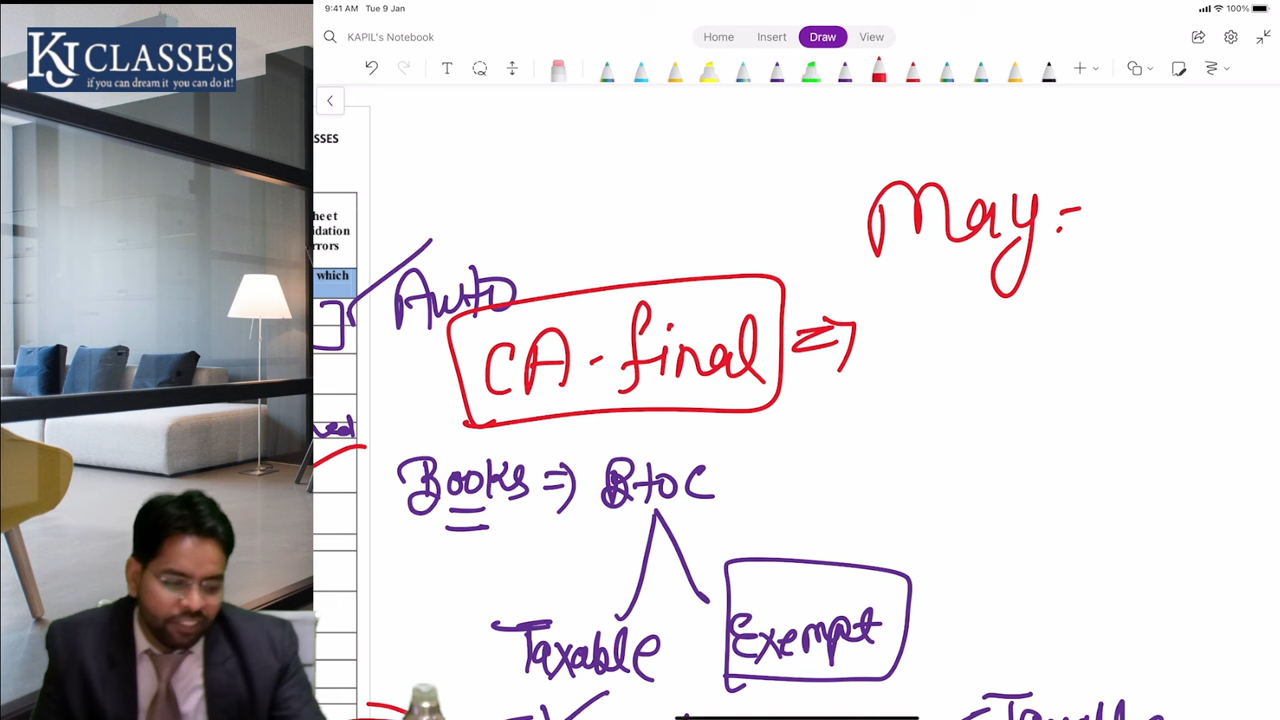 KJ CLASSES
if you can dream it you can do it!
9:41 AM Tue 9 Jan
100%
KAPIL's Notebook
Home Insert Draw View
T
SSES
heet
idation
rrors
which
May :-
Auto
CA - final ⇒
Books ⇒ B to C
Taxable Exempt